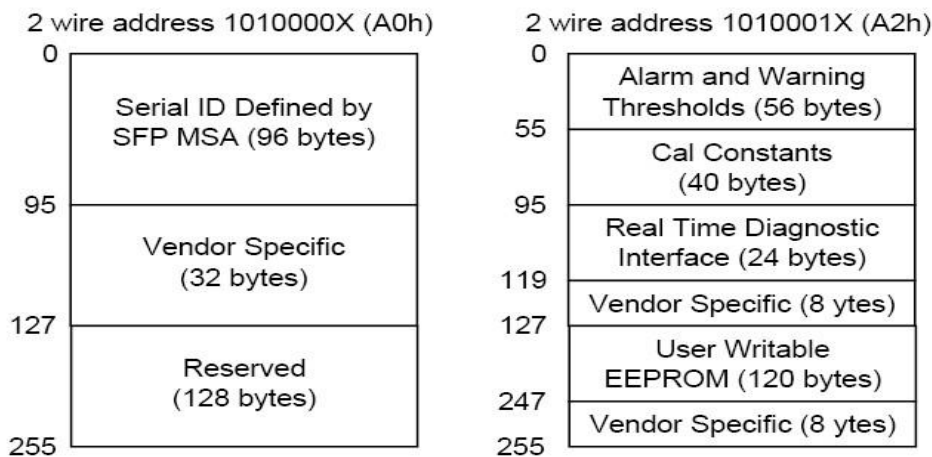 2 wire address 1010000X (A0h)
0
Serial ID Defined by
SFP MSA (96 bytes)
95
Vendor Specific
(32 bytes)
127
Reserved
(128 bytes)
255
2 wire address 1010001X (A2h)
0
Alarm and Warning
Thresholds (56 bytes)
55
Cal Constants
(40 bytes)
95
Real Time Diagnostic
Interface (24 bytes)
119
Vendor Specific (8 ytes)
127
User Writable
EEPROM (120 bytes)
247
Vendor Specific (8 ytes)
255